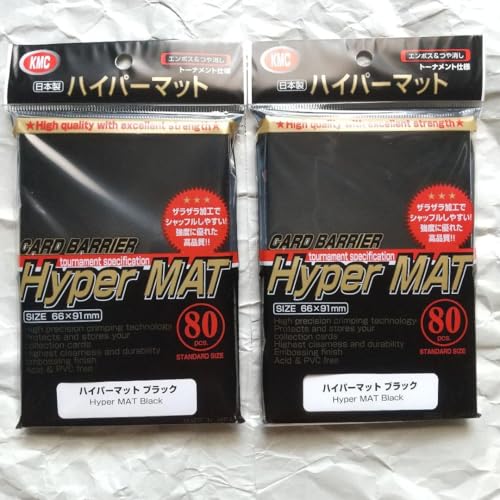 KMC
エンボス&つや消し
トーナメント仕様
日本製
ハイパーマット
★High quality with excellent strength★
ザラザラ加工で
シャッフルしやすい!
強度に優れた
高品質!!
CARD BARRIER
tournament specification
Hyper MAT
SIZE 66×91mm
80
pcs.
STANDARD SIZE
High precision crimping technology
Protects and stores your
collection cards
Highest clearness and durability
Embossing finish
Acid & PVC free
ハイパーマット ブラック
Hyper MAT Black
KMC
エンボス&つや消し
トーナメント仕様
日本製
ハイパーマット
★High quality with excellent strength★
ザラザラ加工で
シャッフルしやすい!
強度に優れた
高品質!!
CARD BARRIER
tournament specification
Hyper MAT
SIZE 66×91mm
80
pcs.
STANDARD SIZE
High precision crimping technology
Protects and stores your
collection cards
Highest clearness and durability
Embossing finish
Acid & PVC free
ハイパーマット ブラック
Hyper MAT Black